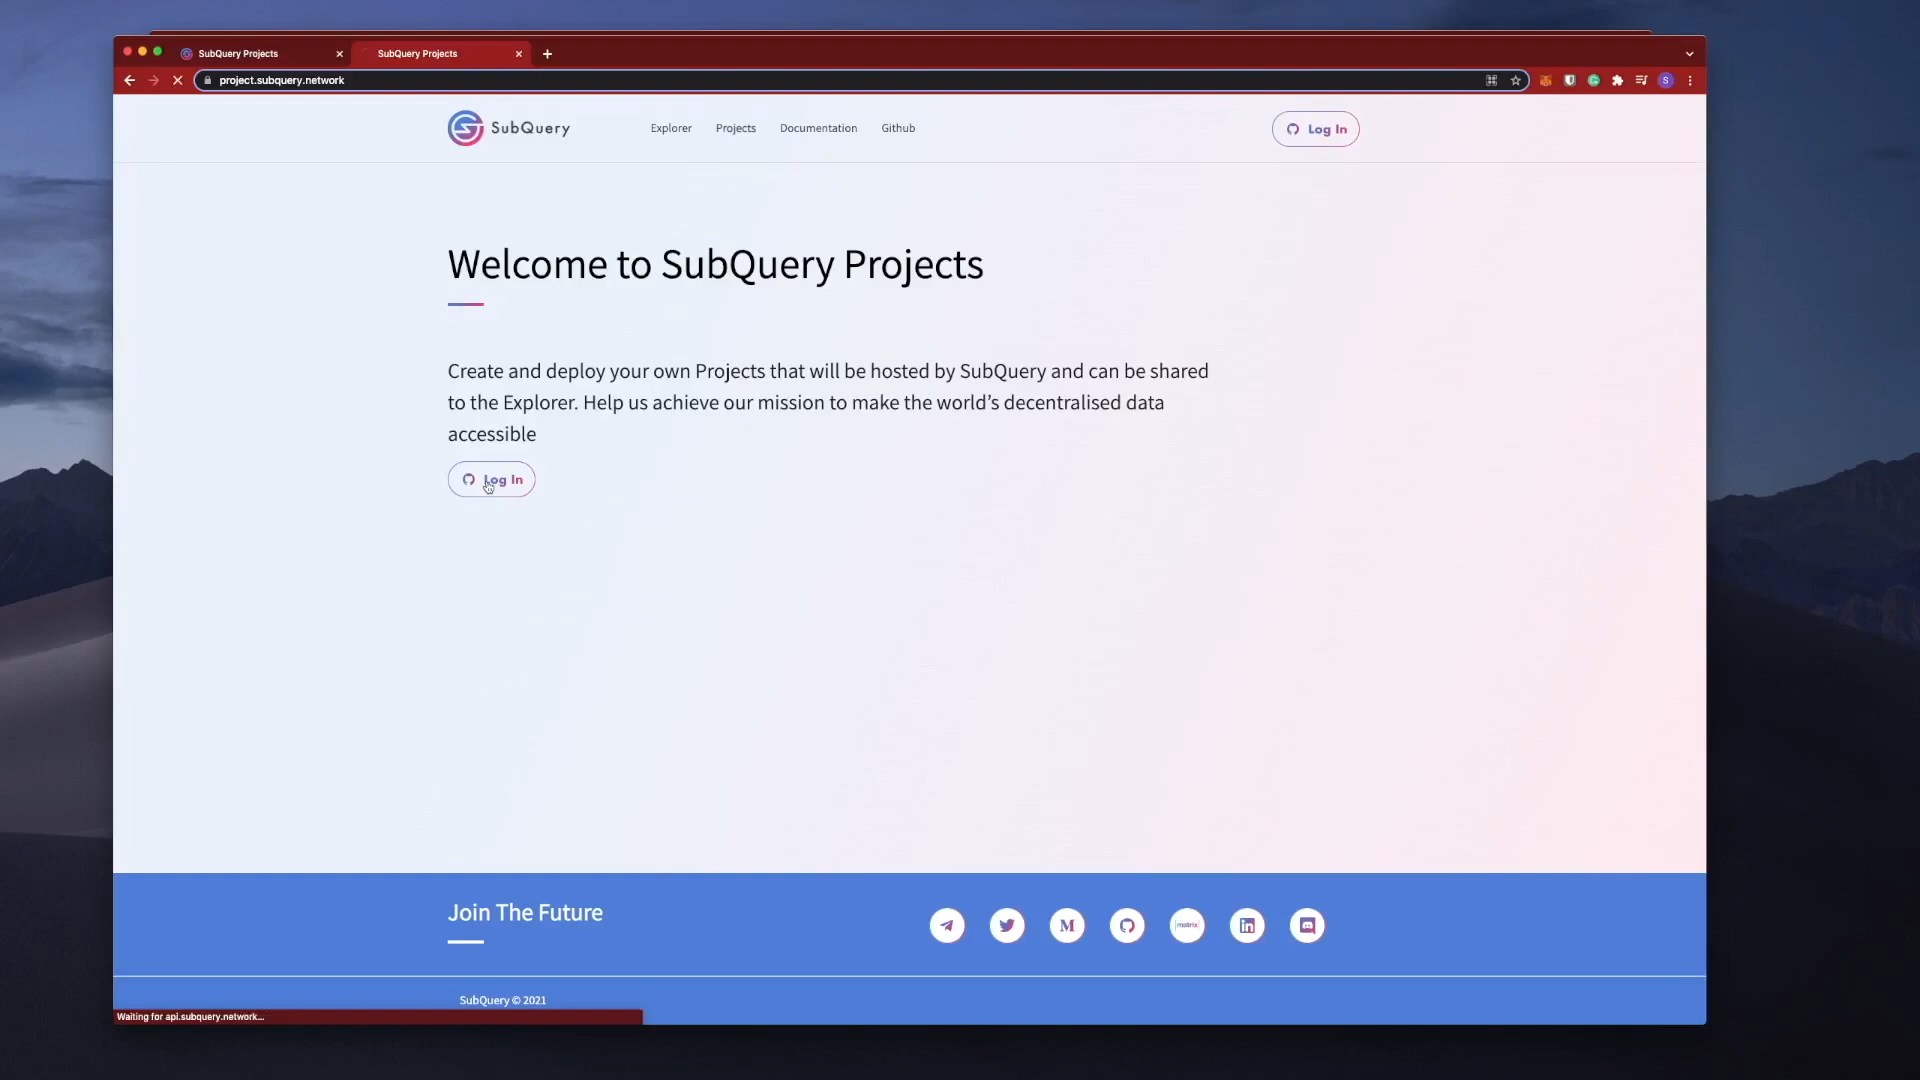 SubQuery Projects
SubQuery Projects
project.subquery.network
S
SubQuery
Explorer
Projects
Documentation
Github
Log In
Welcome to SubQuery Projects
Create and deploy your own Projects that will be hosted by SubQuery and can be shared
to the Explorer. Help us achieve our mission to make the world’s decentralised data
accessible
Log In
Join The Future
M
[matrix]
in
SubQuery © 2021
Waiting for api.subquery.network...